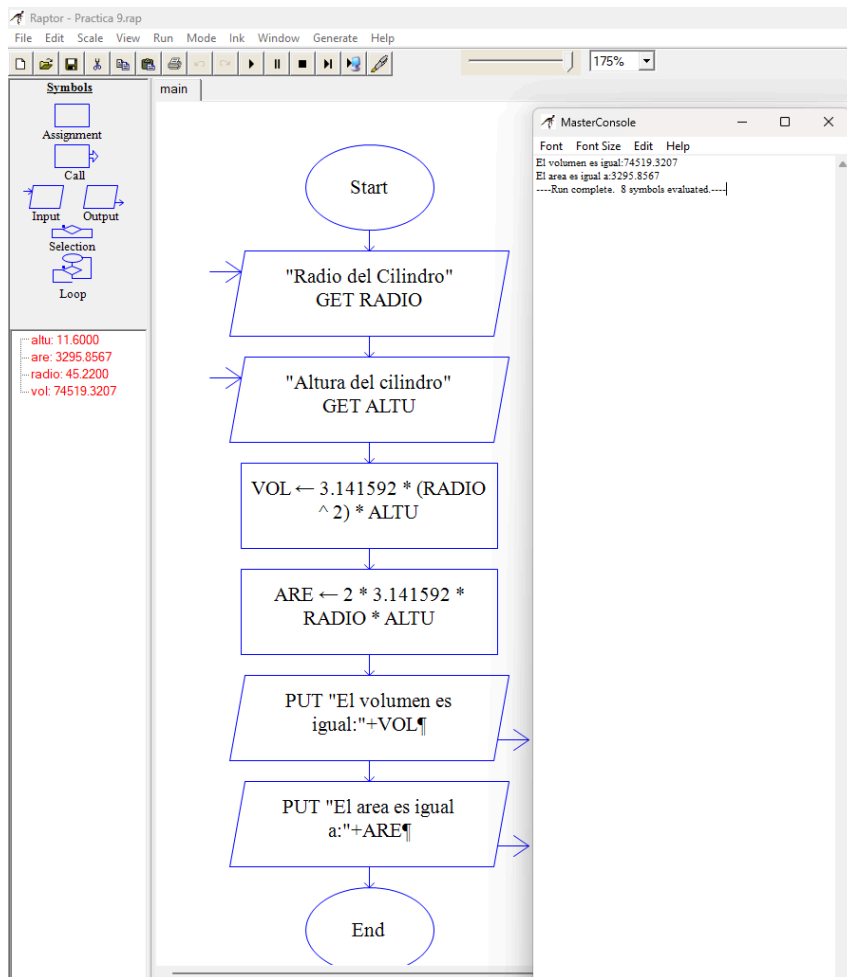 Raptor - Practica 9.rap
File Edit Scale View Run Mode Ink Window Generate Help
175%
Symbols
Assignment
Call
Input Output
Selection
Loop
altu: 11.6000
are: 3295.8567
radio: 45.2200
vol: 74519.3207
main
Start
"Radio del Cilindro"
GET RADIO
"Altura del cilindro"
GET ALTU
VOL ← 3.141592 * (RADIO
^ 2) * ALTU
ARE ← 2 * 3.141592 *
RADIO * ALTU
PUT "El volumen es
igual:"+VOL¶
PUT "El area es igual
a:"+ARE¶
End
MasterConsole
Font Font Size Edit Help
El volumen es igual:74519.3207
El area es igual a:3295.8567
----Run complete. 8 symbols evaluated.----